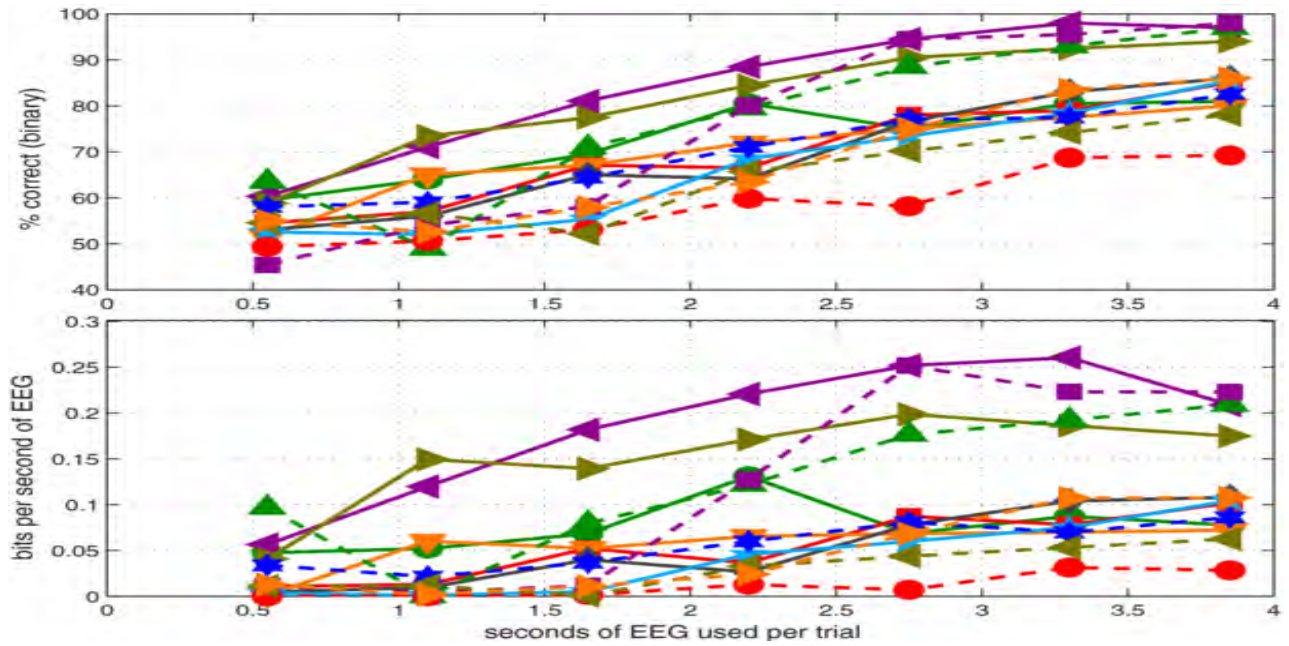 % correct (binary)
100
90
80
70
60
50
40
0 0.5 1 1.5 2 2.5 3 3.5 4
bits per second of EEG
0.3
0.25
0.2
0.15
0.1
0.05
0
0 0.5 1 1.5 2 2.5 3 3.5 4
seconds of EEG used per trial